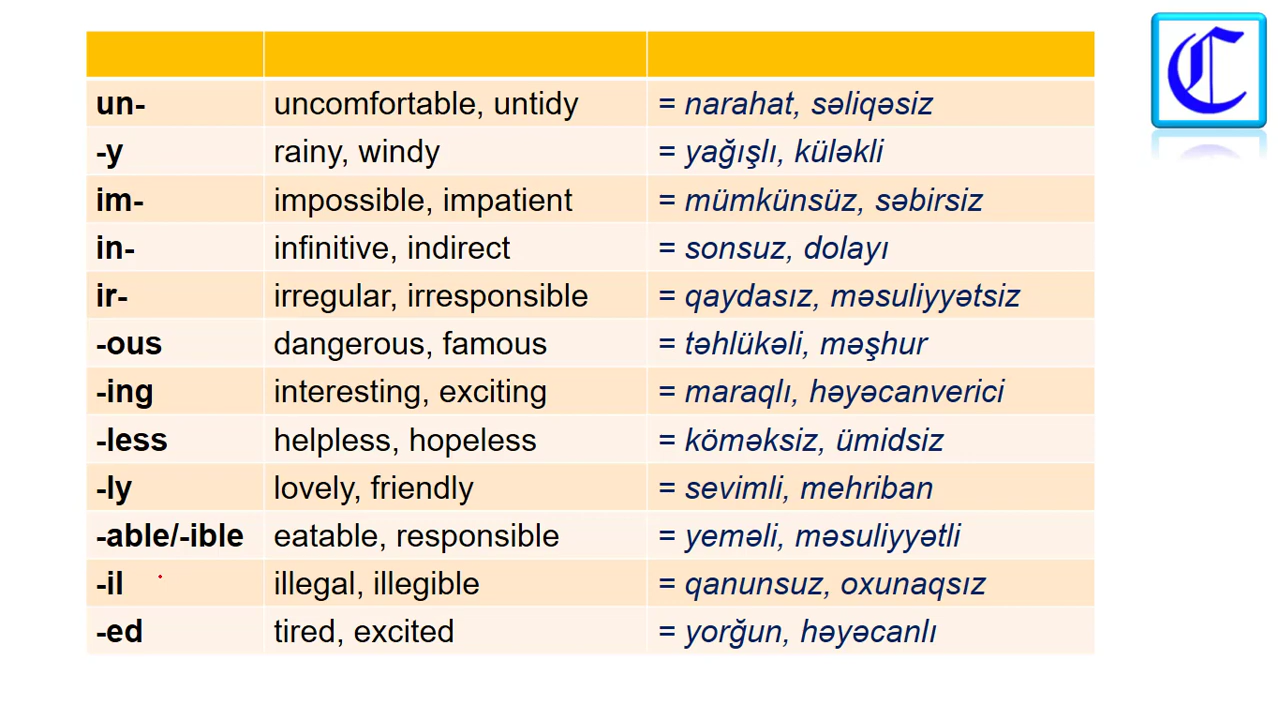 C
un- uncomfortable, untidy = narahat, səliqəsiz
-y rainy, windy = yağışlı, küləkli
im- impossible, impatient = mümkünsüz, səbirsiz
in- infinitive, indirect = sonsuz, dolayı
ir- irregular, irresponsible = qaydasız, məsuliyyətsiz
-ous dangerous, famous = təhlükəli, məşhur
-ing interesting, exciting = maraqlı, həyəcanverici
-less helpless, hopeless = köməksiz, ümidsiz
-ly lovely, friendly = sevimli, mehriban
-able/-ible eatable, responsible = yeməli, məsuliyyətli
-il illegal, illegible = qanunsuz, oxunaqsız
-ed tired, excited = yorğun, həyəcanlı